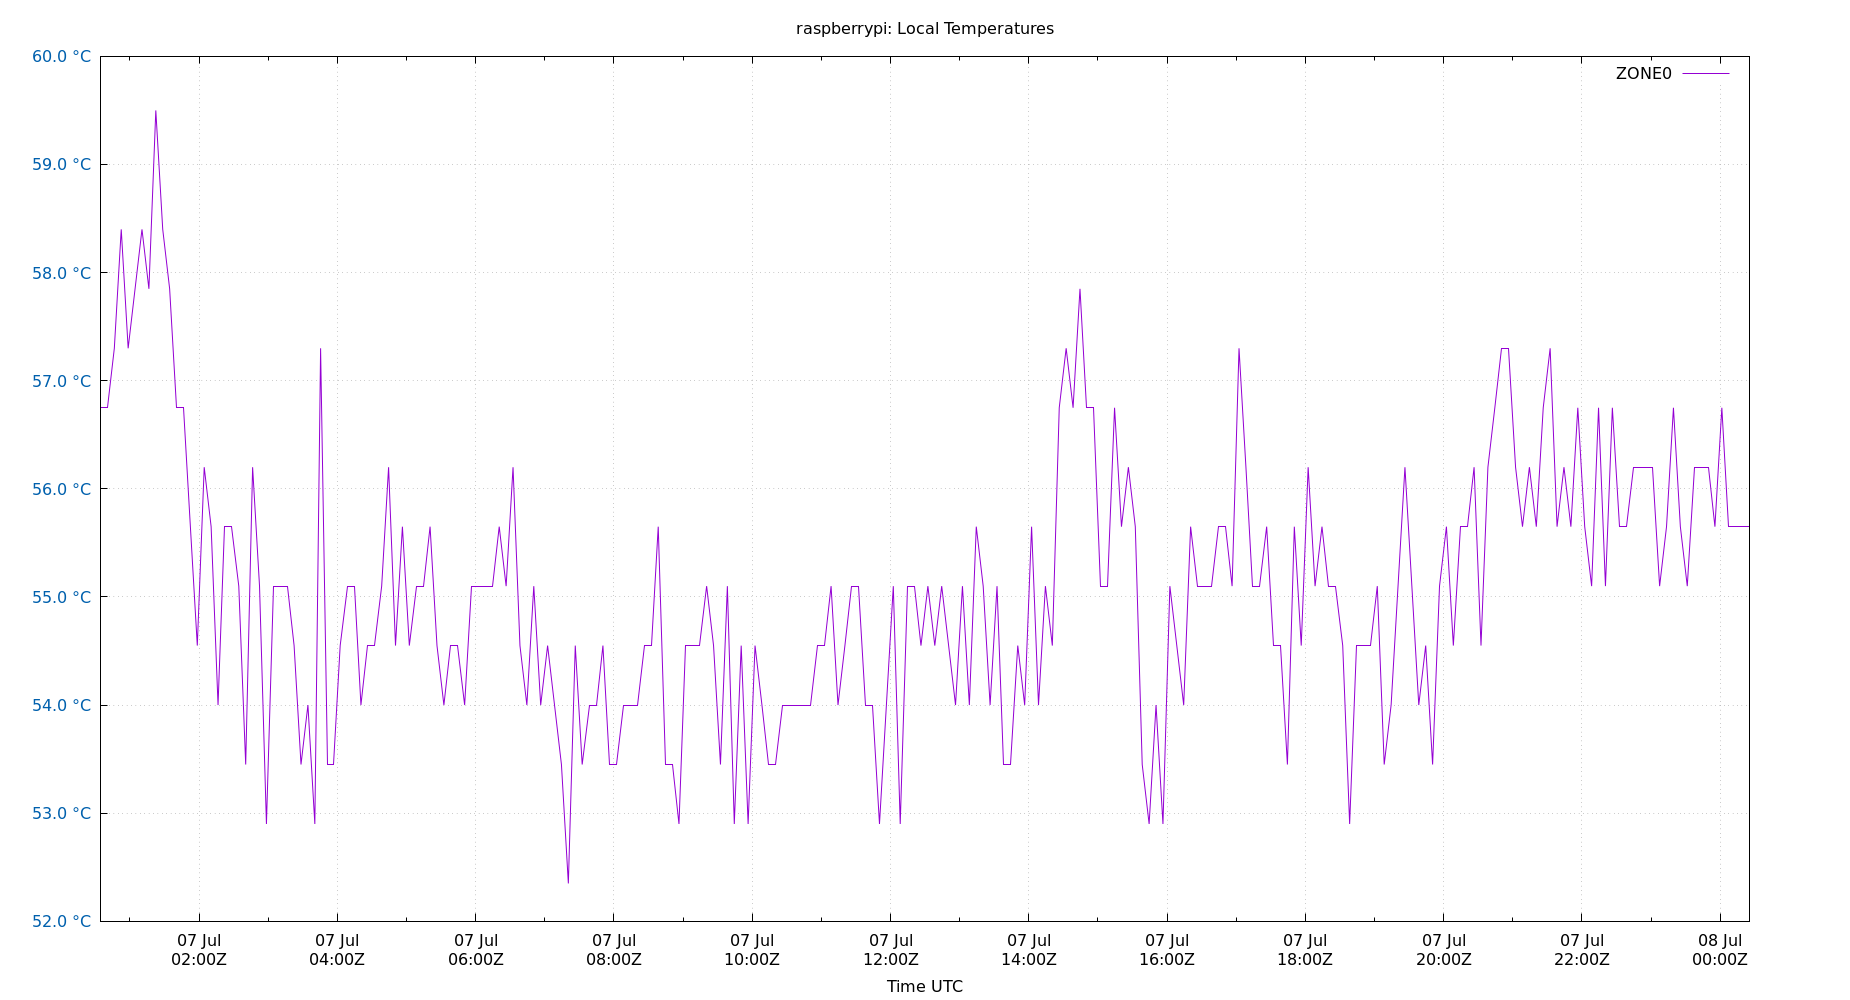 raspberrypi: Local Temperatures
60.0 °C
ZONE0
59.0 °C
58.0 °C
57.0 °C
56.0 °C
55.0 °C
54.0 °C
53.0 °C
52.0 °C
07 Jul 07 Jul 07 Jul 07 Jul 07 Jul 07 Jul 07 Jul 07 Jul 07 Jul 07 Jul 07 Jul 08 Jul
02:00Z 04:00Z 06:00Z 08:00Z 10:00Z 12:00Z 14:00Z 16:00Z 18:00Z 20:00Z 22:00Z 00:00Z
Time UTC